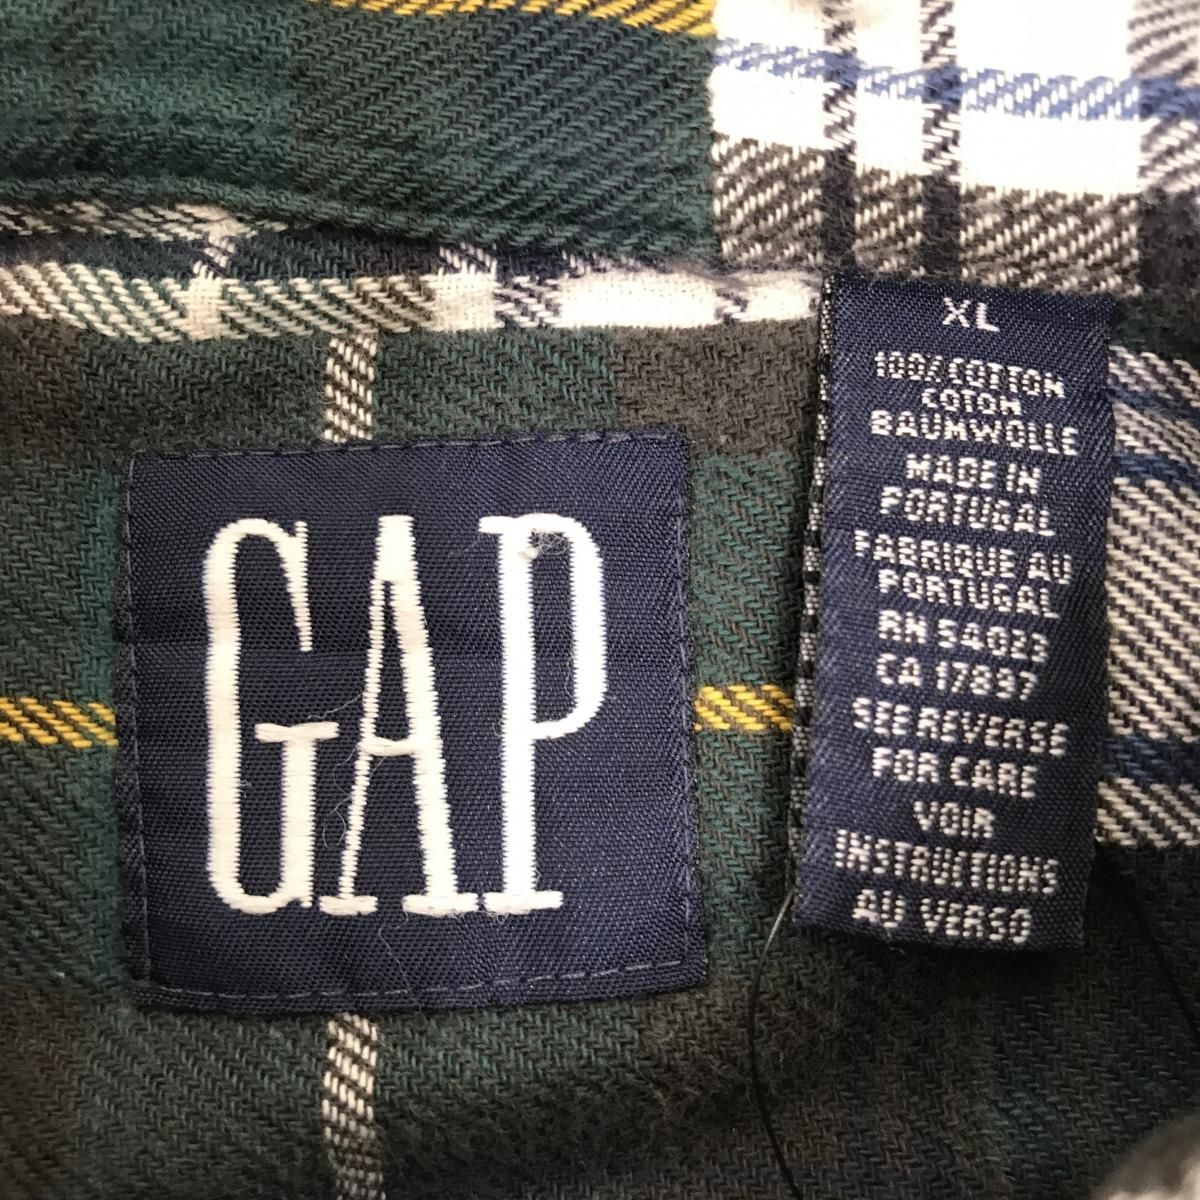 GAP
XL
100% COTTON
COTON
BAUMWOLLE
MADE IN
PORTUGAL
FABRIQUE AU
PORTUGAL
RN 54023
CA 17897
SEE REVERSE
FOR CARE
VOIR
INSTRUITIONS
AU VERSO